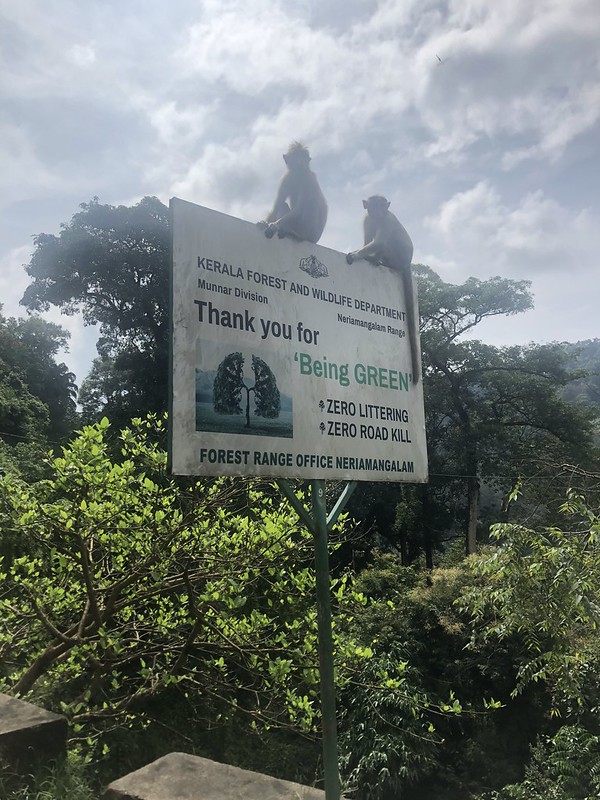 KERALA FOREST AND WILDLIFE DEPARTMENT
Munnar Division
Neriamangalam Range
Thank you for
'Being GREEN'
ZERO LITTERING
ZERO ROAD KILL
FOREST RANGE OFFICE NERIAMANGALAM
9